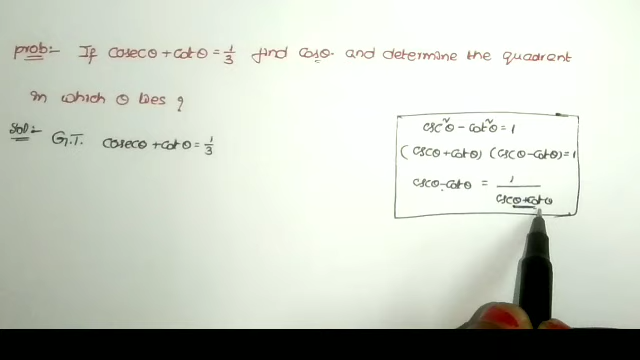 prob:- If cosecθ + cotθ = 1/3 find cosθ. and determine the quadrant
in which θ lies ?
Sol:- G.T. cosecθ + cotθ = 1/3
csc²θ - cot²θ = 1
(cscθ + cotθ) (cscθ - cotθ) = 1
cscθ - cotθ = 1/cscθ + cotθ